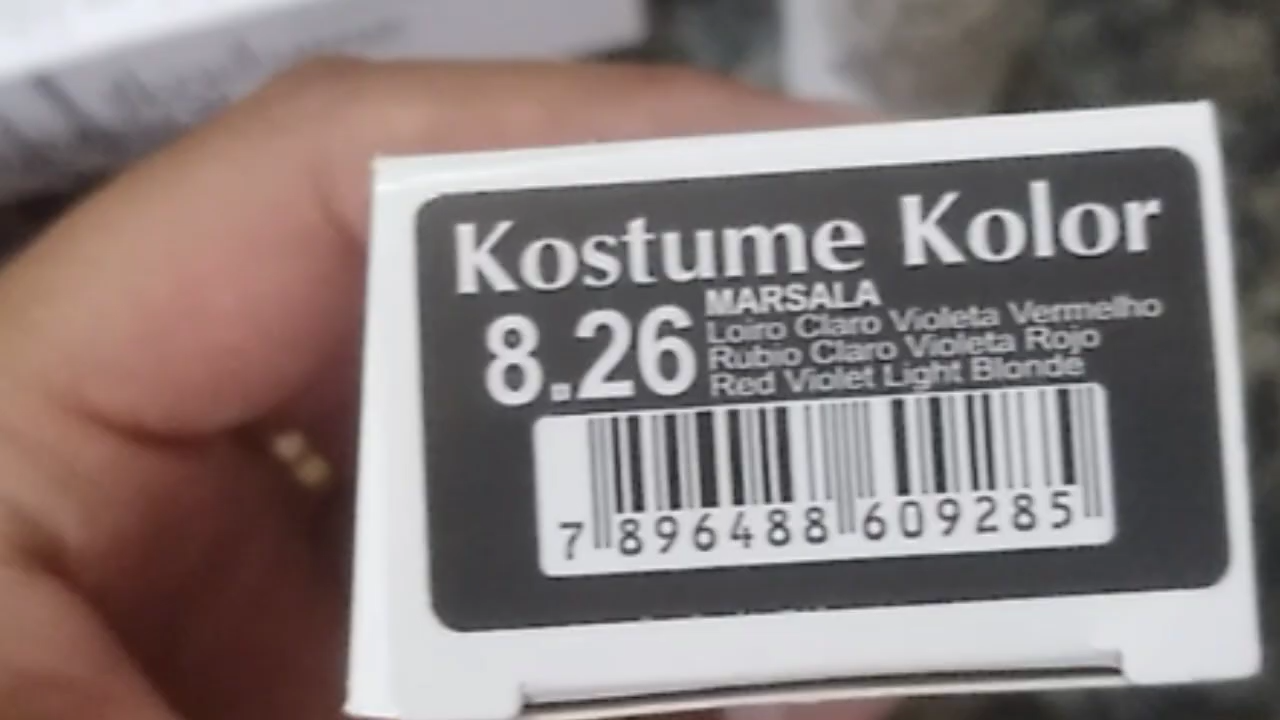 Kostume Kolor
8.26
MARSALA
Loiro Claro Violeta Vermelho
Rubio Claro Violeta Rojo
Red Violet Light Blonde
7 896488 609285